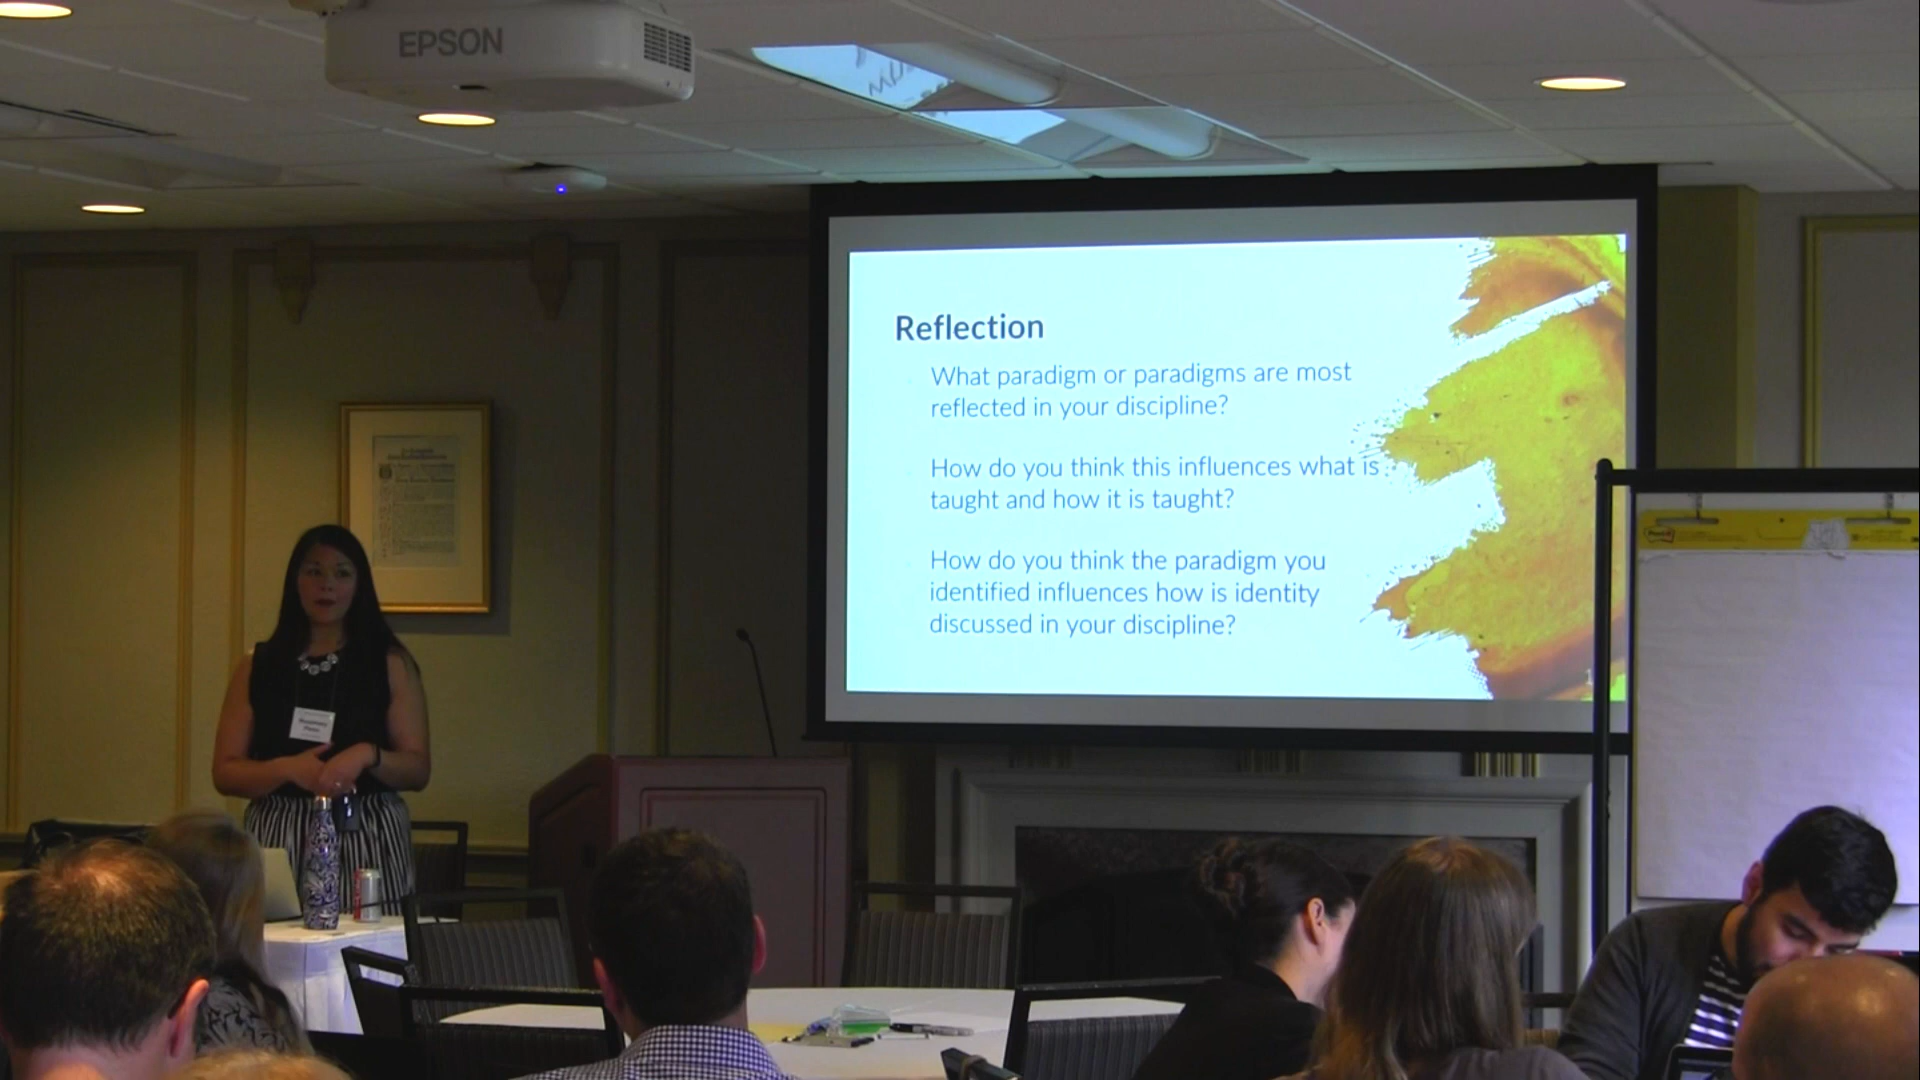 EPSON
Reflection
What paradigm or paradigms are most
reflected in your discipline?
How do you think this influences what is
taught and how it is taught?
How do you think the paradigm you
identified influences how is identity
discussed in your discipline?